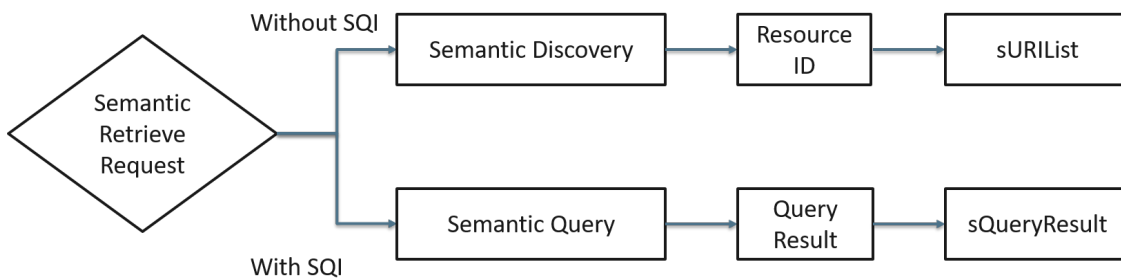 Without SQI
Semantic
Retrieve
Request
Semantic Discovery
Resource
ID
sURIList
Semantic Query
Query
Result
sQueryResult
With SQI